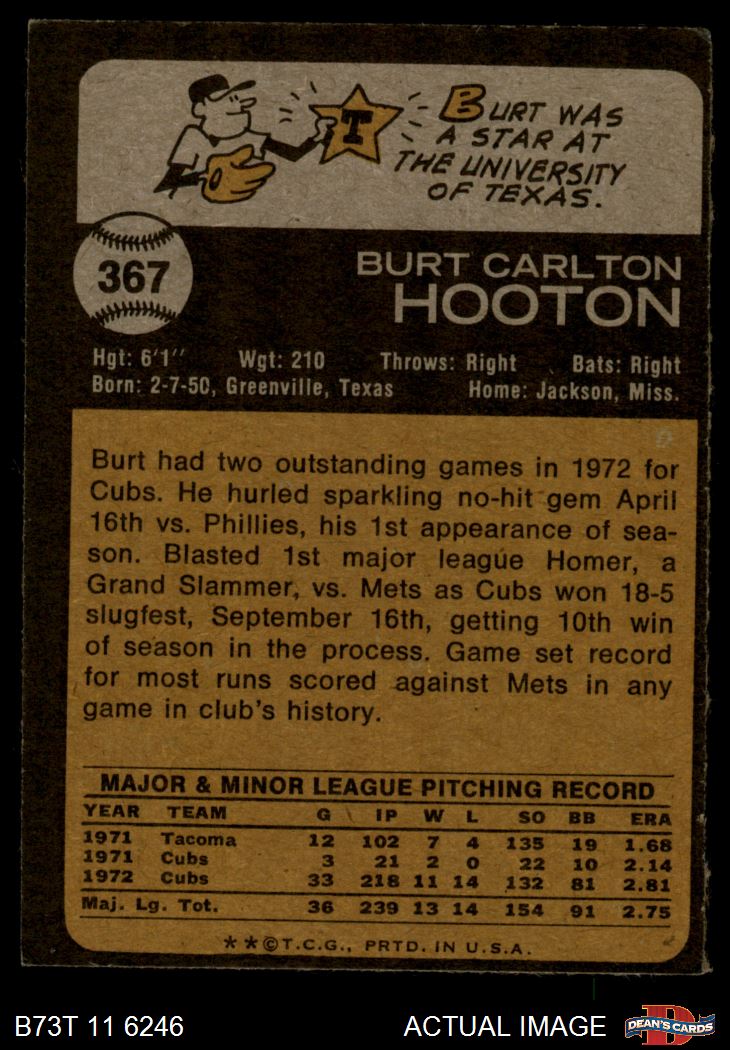 T
BURT WAS
A STAR AT
THE UNIVERSITY
OF TEXAS.
367
BURT CARLTON
HOOTON
Hgt: 6'1" Wgt: 210 Throws: Right Bats: Right
Born: 2-7-50, Greenville, Texas Home: Jackson, Miss.
Burt had two outstanding games in 1972 for
Cubs. He hurled sparkling no-hit gem April
16th vs. Phillies, his 1st appearance of sea-
son. Blasted 1st major league Homer, a
Grand Slammer, vs. Mets as Cubs won 18-5
slugfest, September 16th, getting 10th win
of season in the process. Game set record
for most runs scored against Mets in any
game in club's history.
MAJOR & MINOR LEAGUE PITCHING RECORD
YEAR TEAM G IP W L SO BB ERA
1971 Tacoma 12 102 7 4 135 19 1.68
1971 Cubs 3 21 2 0 22 10 2.14
1972 Cubs 33 218 11 14 132 81 2.81
Maj. Lg. Tot. 36 239 13 14 154 91 2.75
**©T.C.G., PRTD. IN U.S.A.
B73T 11 6246 ACTUAL IMAGE
D
DEAN'S CARDS